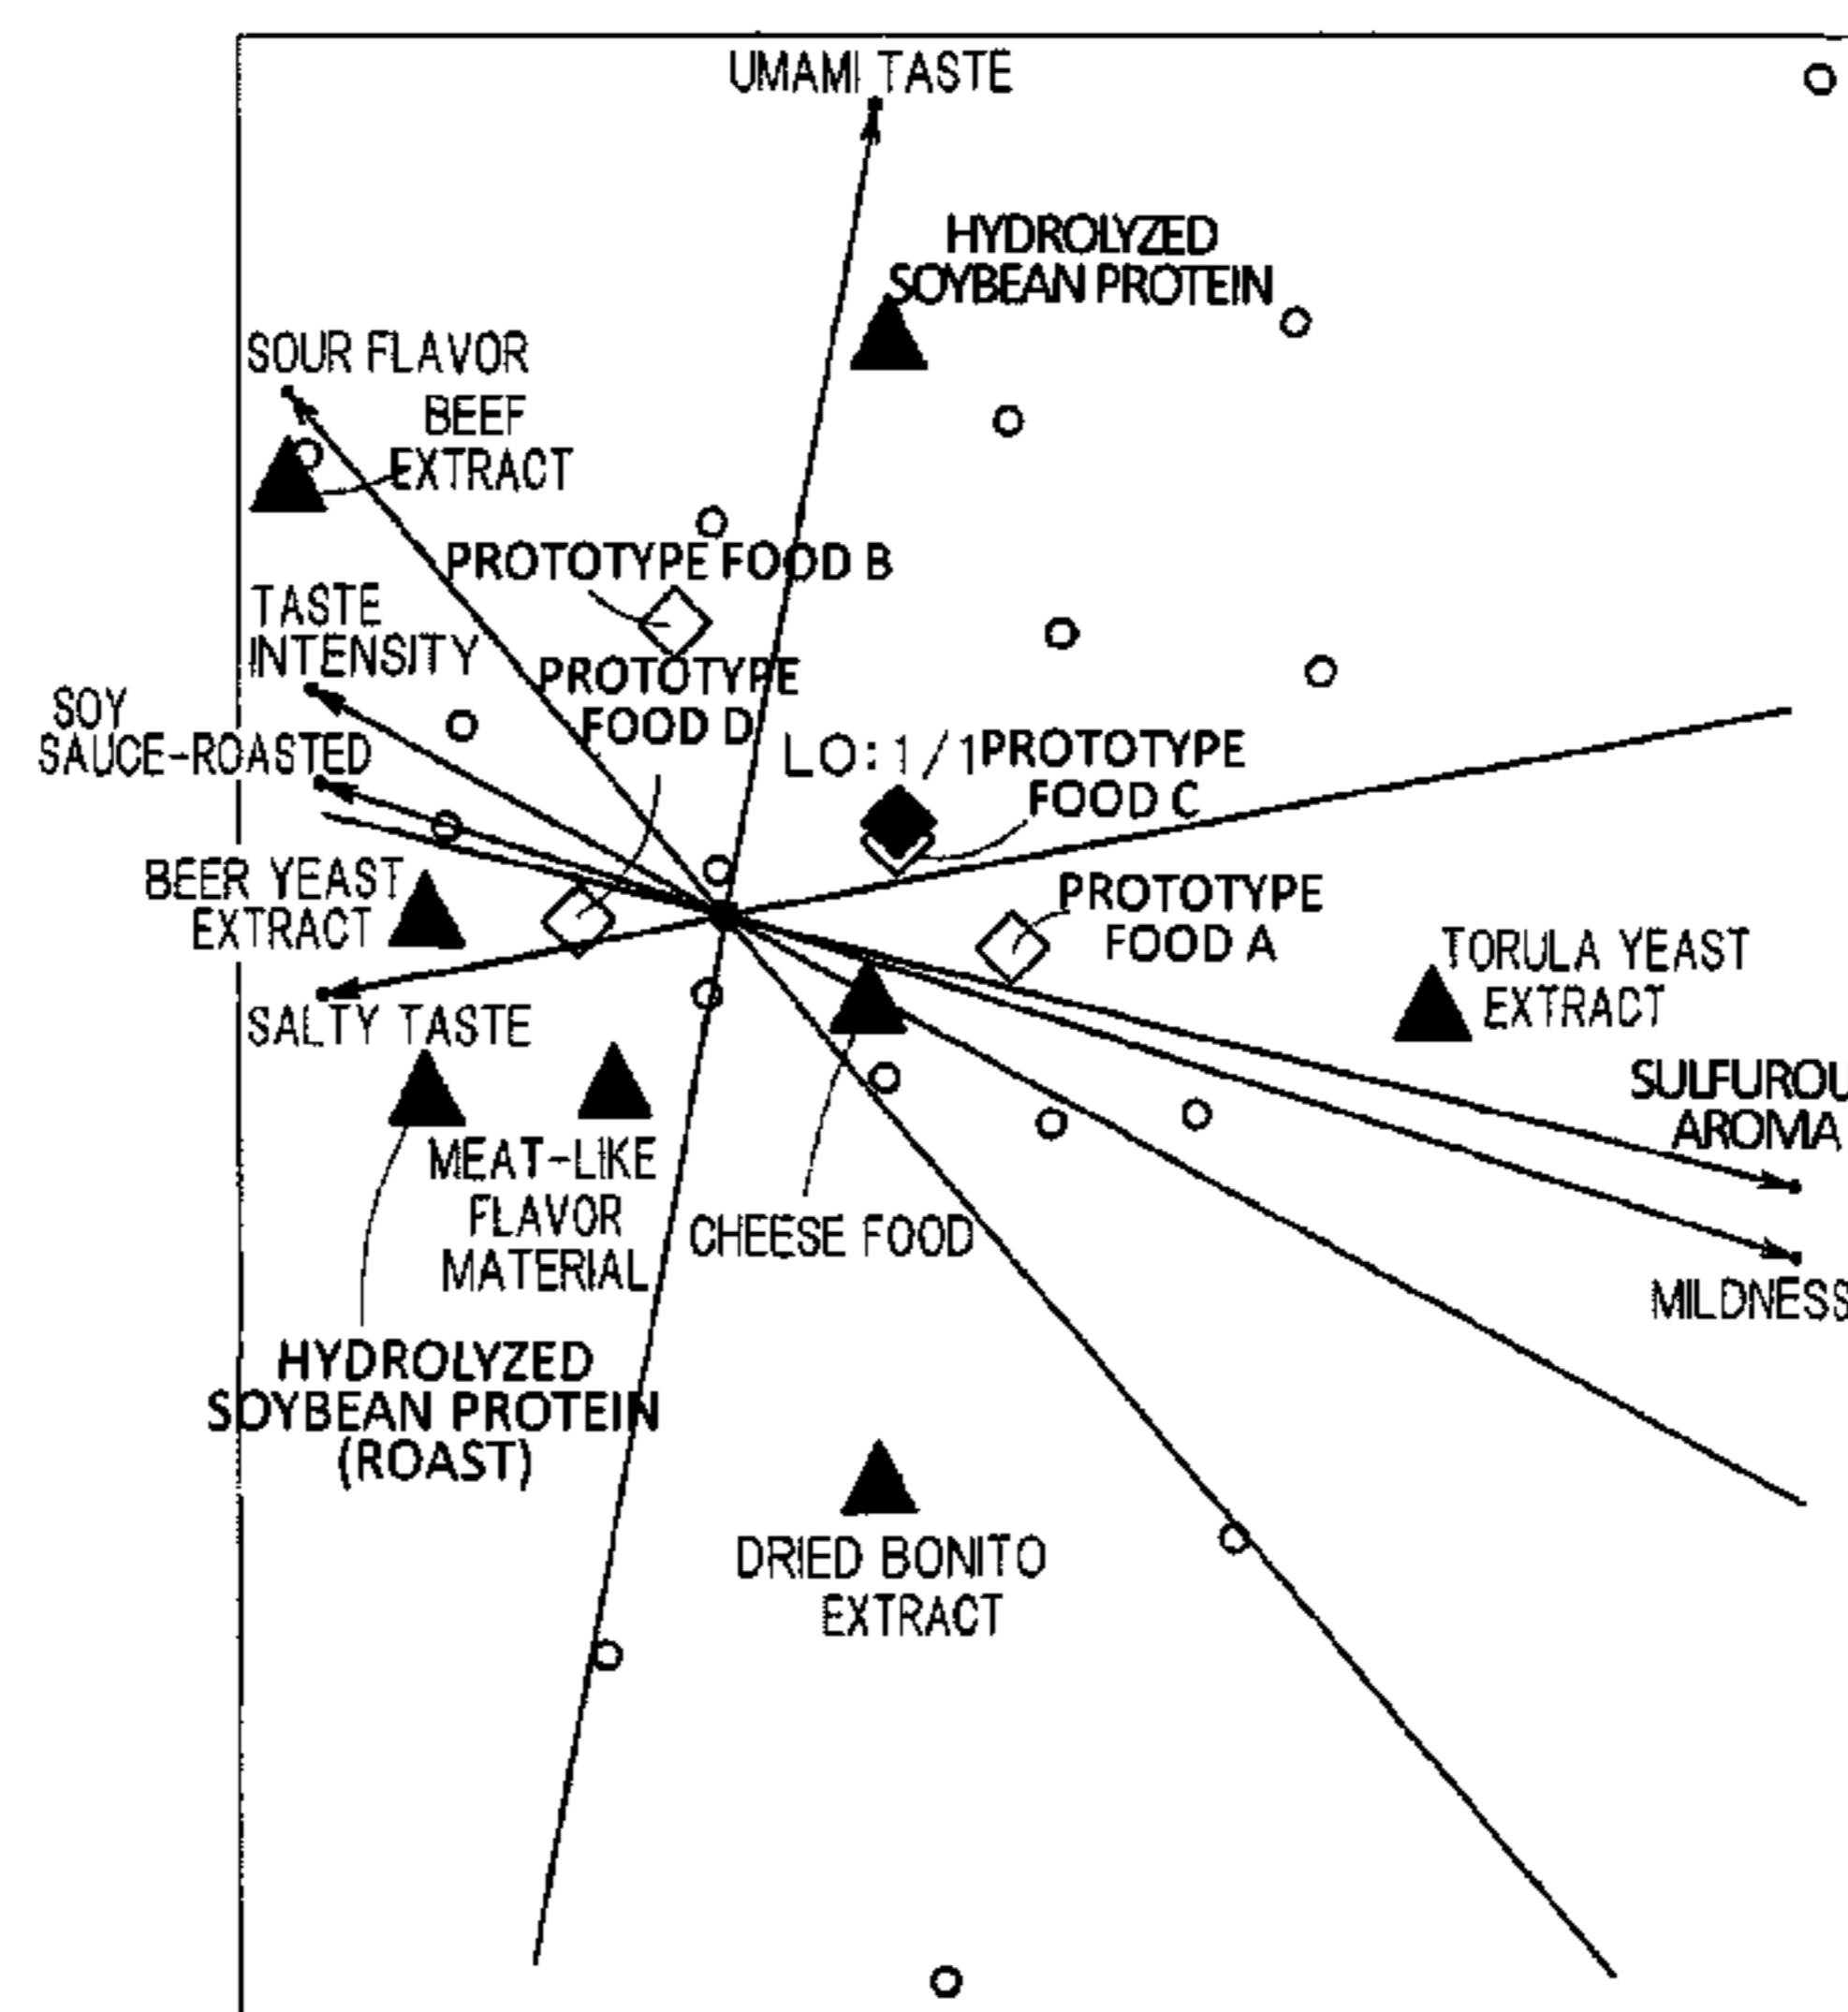 UMAMI TASTE
HYDROLYZED
SOYBEAN PROTEIN
SOUR FLAVOR
BEEF
EXTRACT
PROTOTYPE FOOD B
TASTE
INTENSITY
PROTOTYPE
FOOD D
SOY
SAUCE-ROASTED
LO:1/1
PROTOTYPE
FOOD C
BEER YEAST
EXTRACT
PROTOTYPE
FOOD A
TORULA YEAST
EXTRACT
SALTY TASTE
SULFUROU
AROMA
MEAT-LIKE
FLAVOR
MATERIAL
CHEESE FOOD
MILDNESS
HYDROLYZED
SOYBEAN PROTEIN
(ROAST)
DRIED BONITO
EXTRACT